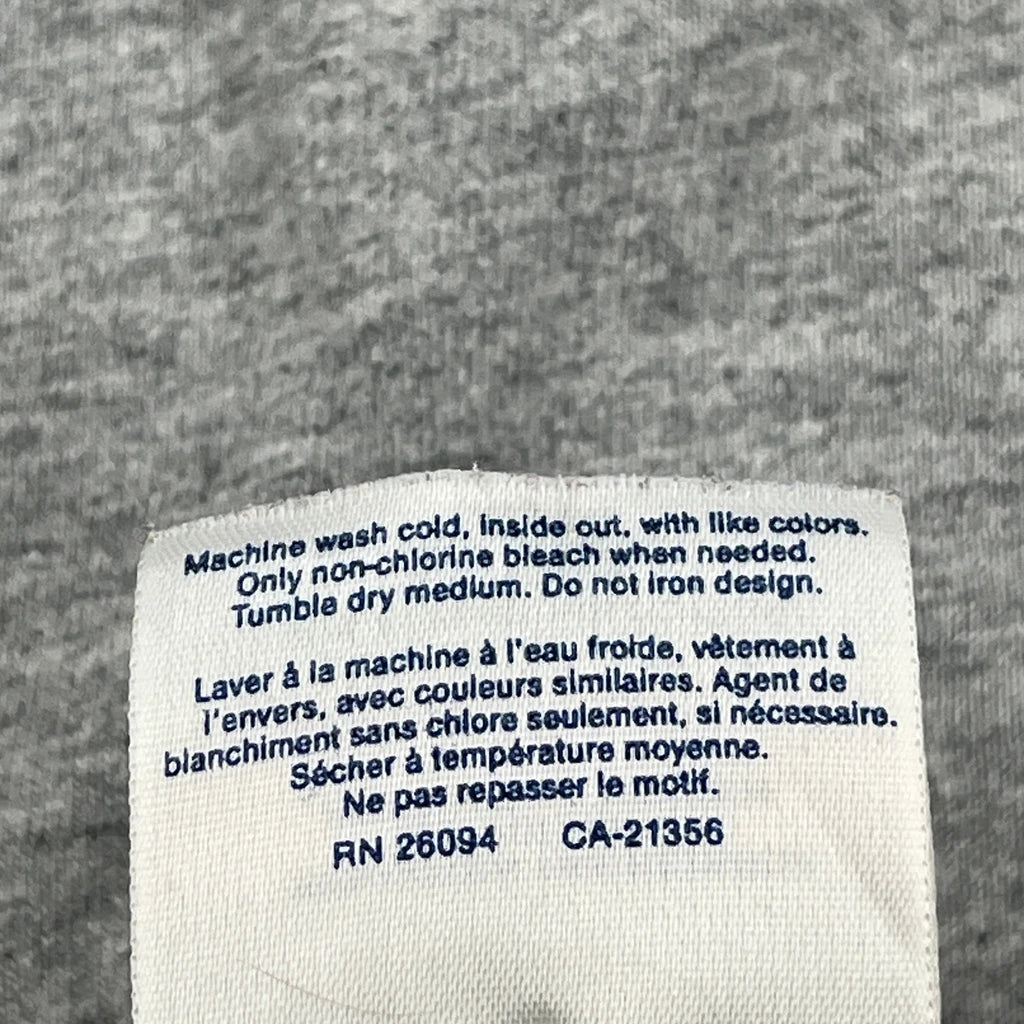 Machine wash cold, inside out, with like colors.
Only non-chlorine bleach when needed.
Tumble dry medium. Do not iron design.
Laver à la machine à l'eau froide, vêtement à
l'envers, avec couleurs similaires. Agent de
blanchiment sans chlore seulement, si nécessaire.
Sécher à température moyenne.
Ne pas repasser le motif.
RN 26094 CA-21356